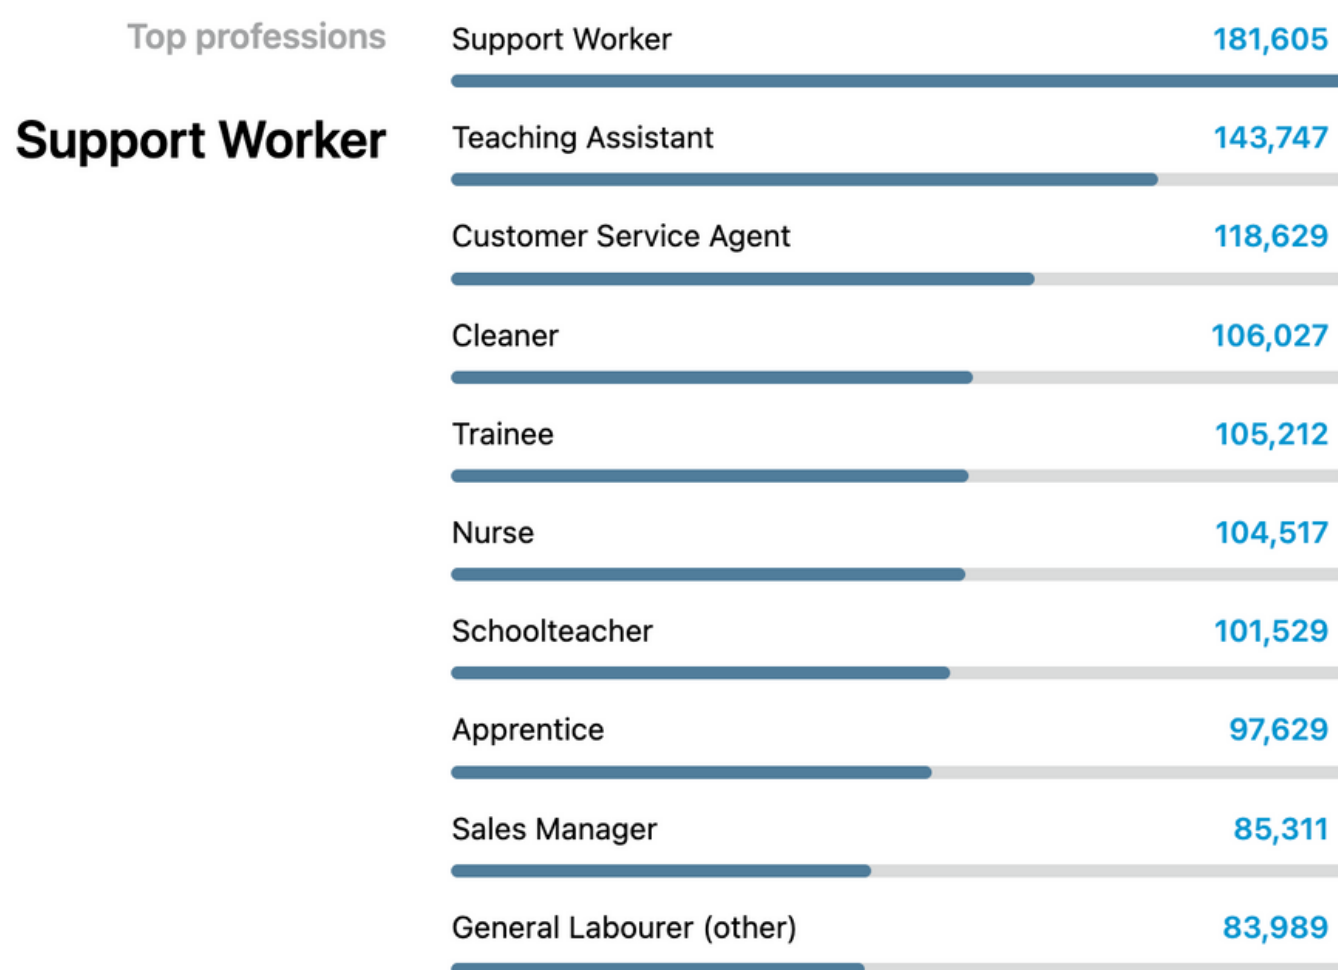 Top professions
Support Worker
Support Worker 181,605
Teaching Assistant 143,747
Customer Service Agent 118,629
Cleaner 106,027
Trainee 105,212
Nurse 104,517
Schoolteacher 101,529
Apprentice 97,629
Sales Manager 85,311
General Labourer (other) 83,989